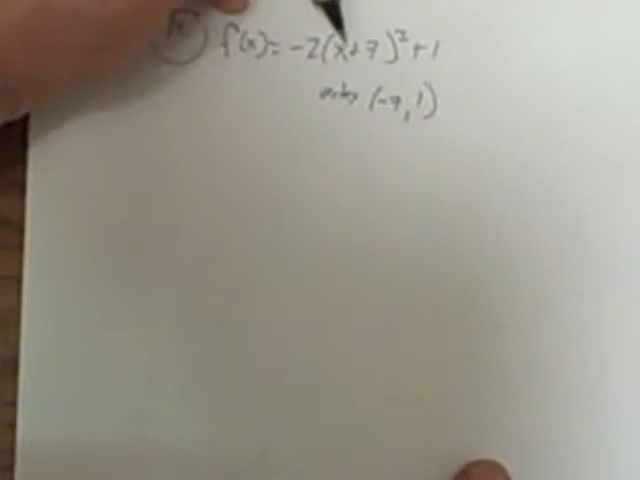 f(x) = -2(x+7)² + 1
(-7, 1)